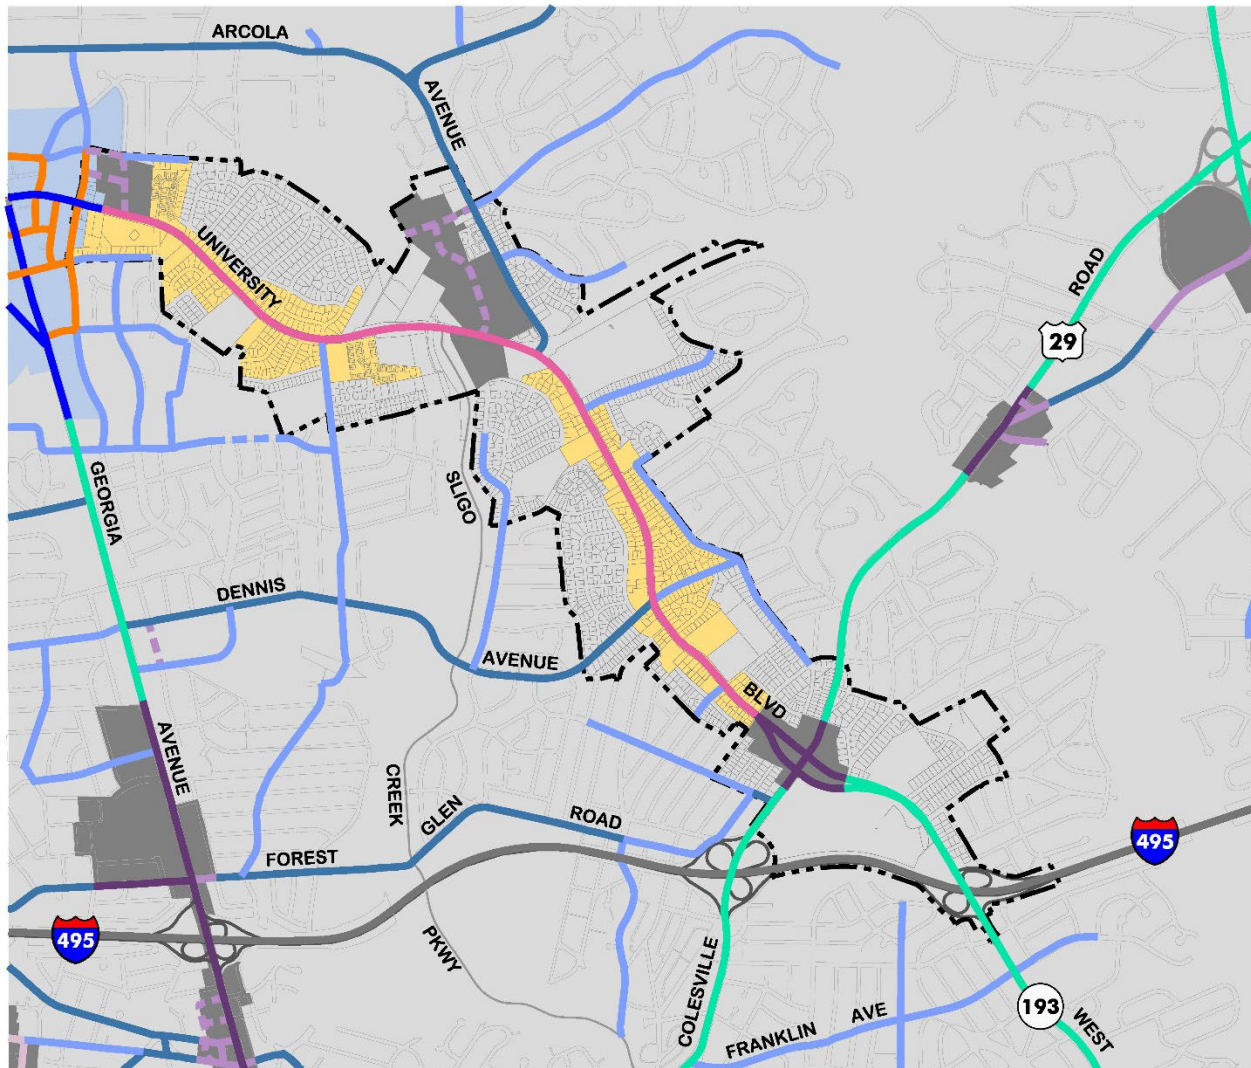 ARCOLA
AVENUE
UNIVERSITY
ROAD
29
GEORGIA
SLIGO
DENNIS
AVENUE
BLVD
AVENUE
CREEK
GLEN
ROAD
FOREST
495
495
PKWY
COLESVILLE
FRANKLIN AVE
193
WEST